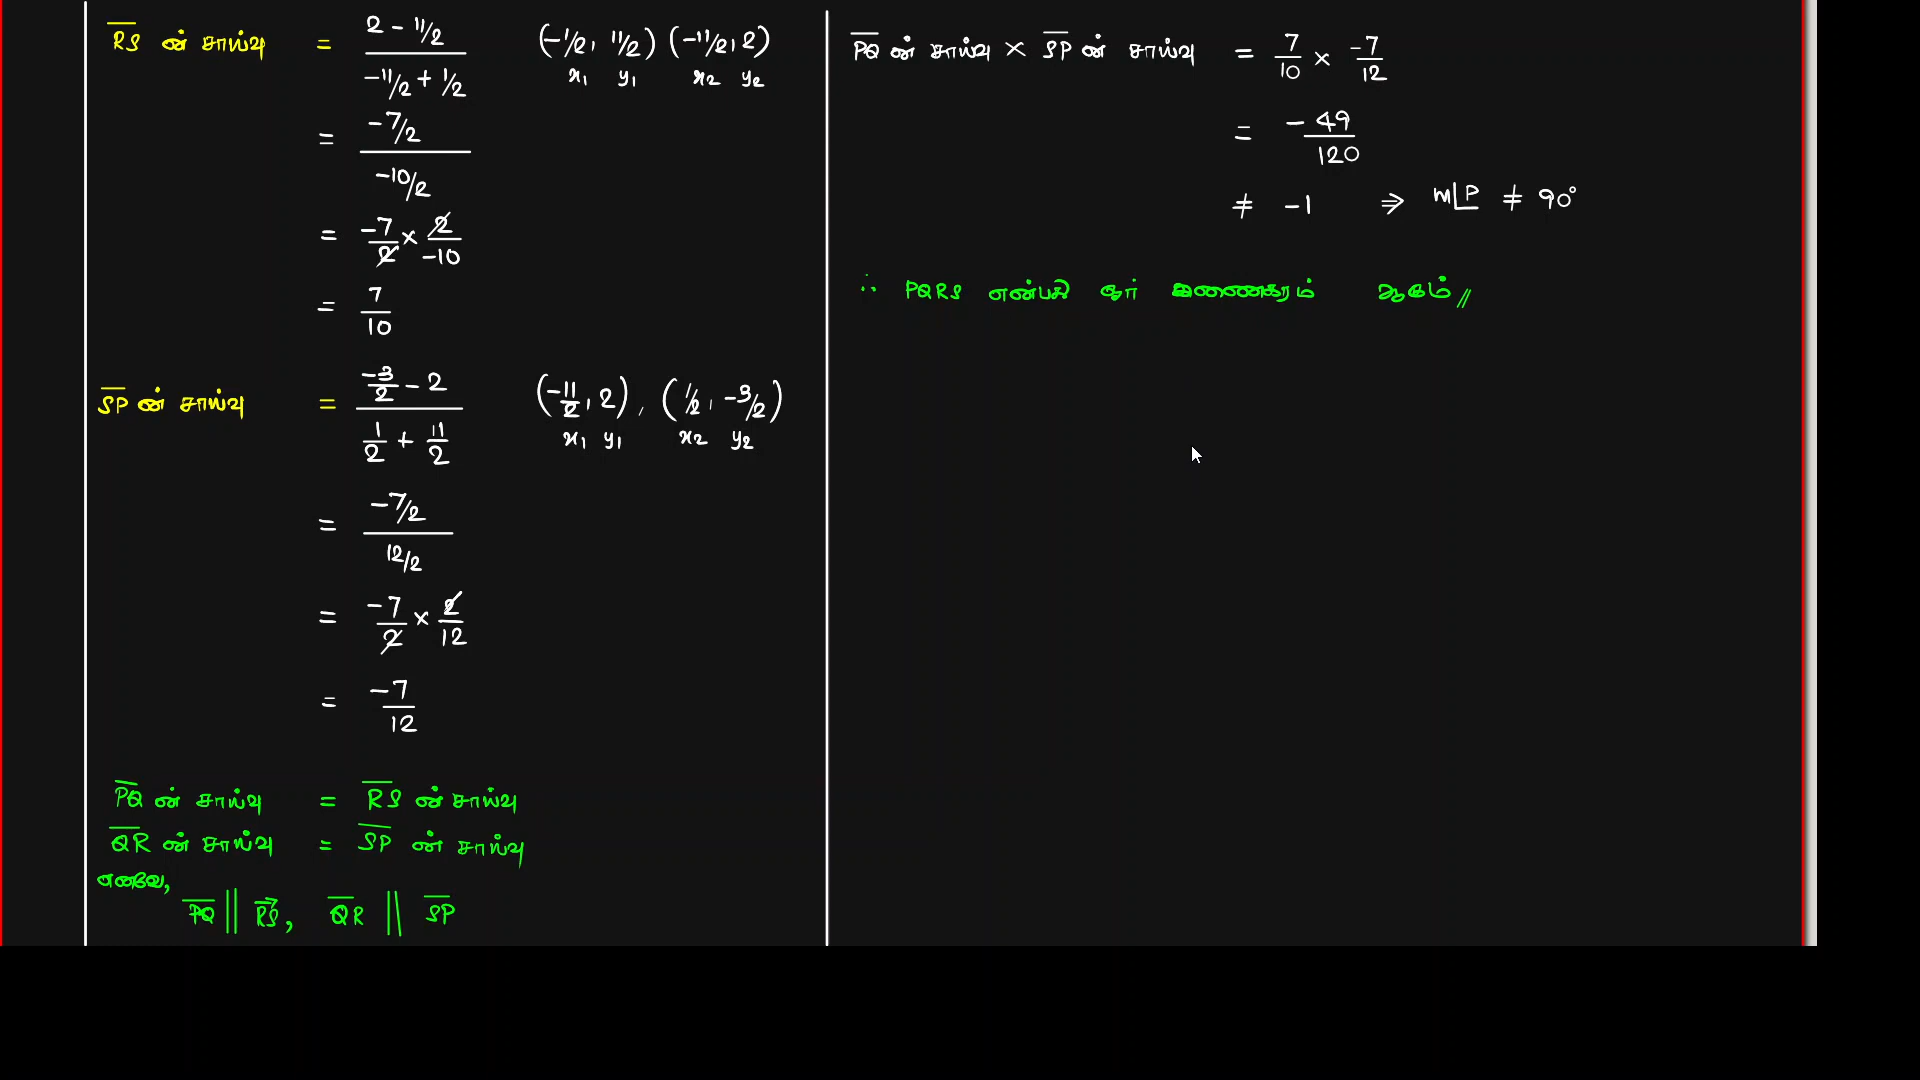 RS ன் சாய்வு = (2 - 11/2) / (-11/2 + 1/2) (-1/2, 11/2) (-11/2, 2)
x₁ y₁ x₂ y₂
= (-7/2) / (-10/2)
= -7/2 × 2/-10
= 7/10
SP ன் சாய்வு = (-3/2 - 2) / (1/2 + 11/2) (-11/2, 2), (1/2, -3/2)
x₁ y₁ x₂ y₂
= (-7/2) / (12/2)
= -7/2 × 2/12
= -7/12
PQ ன் சாய்வு = RS ன் சாய்வு
QR ன் சாய்வு = SP ன் சாய்வு
எனவே,
PQ || RS, QR || SP
PQ ன் சாய்வு × SP ன் சாய்வு = 7/10 × -7/12
= -49/120
≠ -1 ⇒ m∟P ≠ 90°
∴ PQRS என்பது ஓர் இணைகரம் ஆகும் //